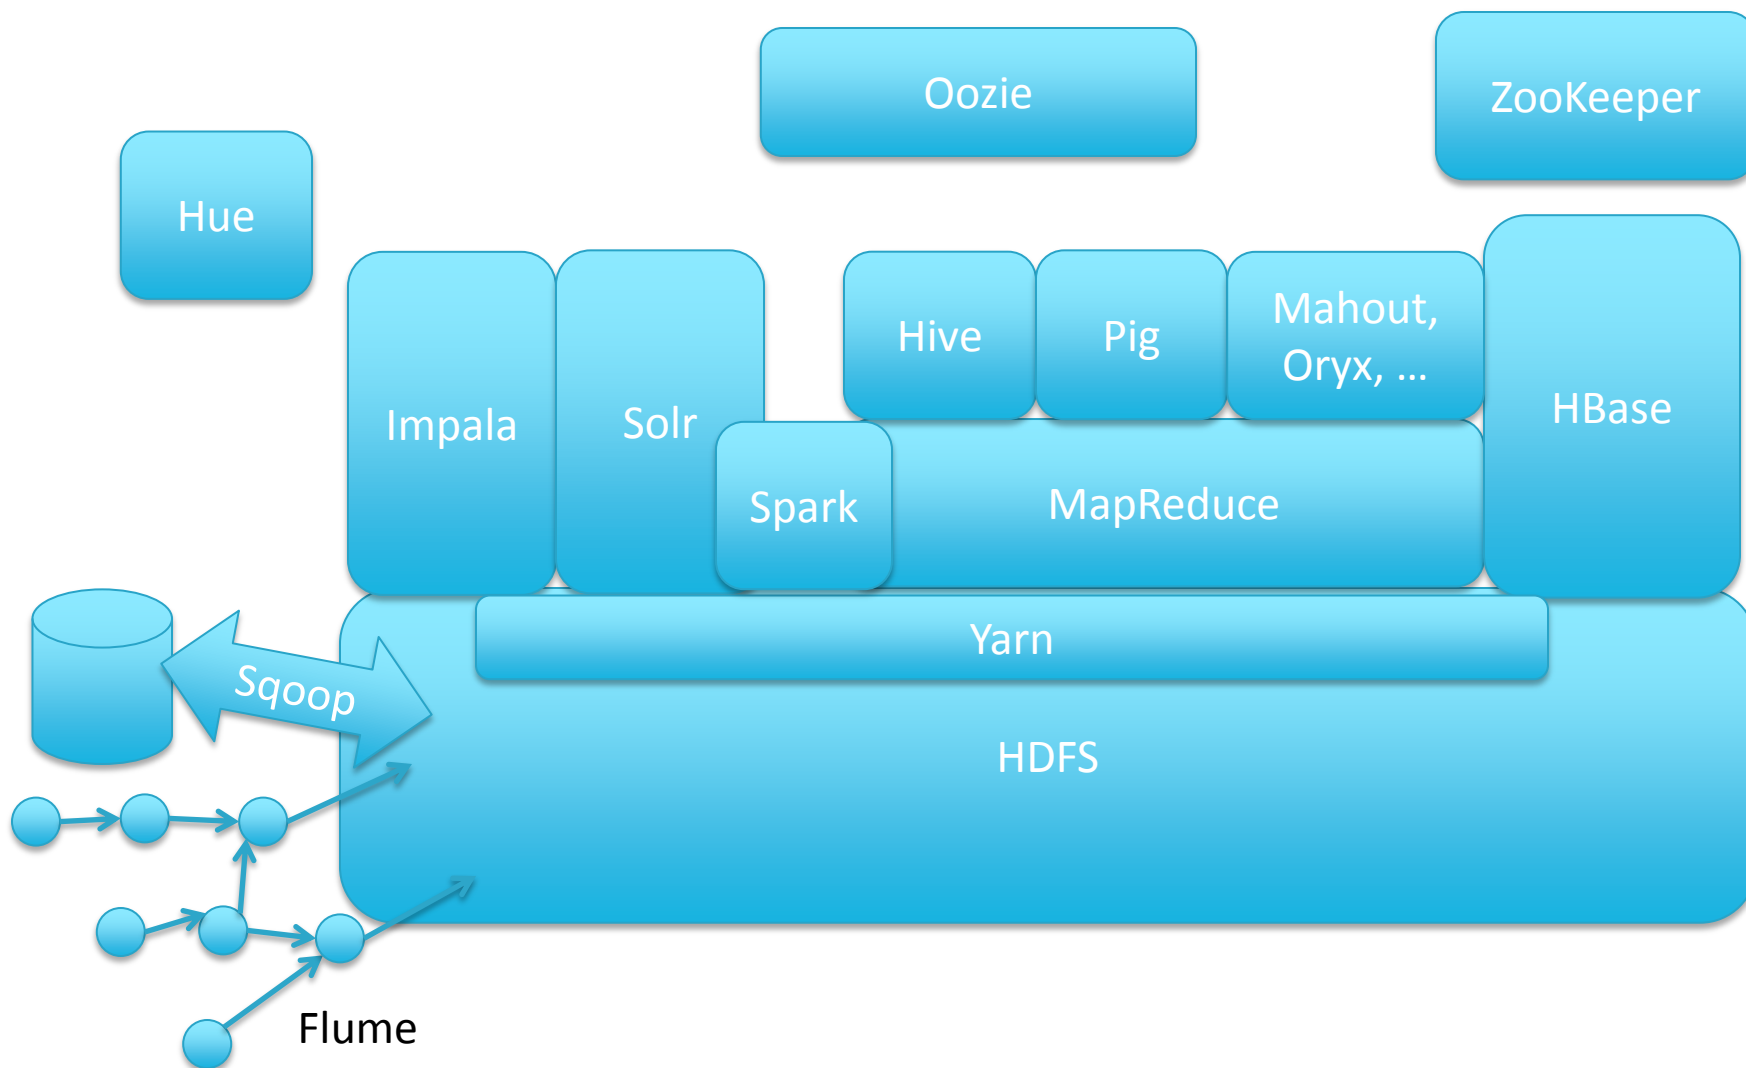 Oozie
ZooKeeper
Hue
Impala
Solr
Hive
Pig
Mahout,
Oryx, ...
HBase
Spark
MapReduce
Yarn
Sqoop
HDFS
Flume